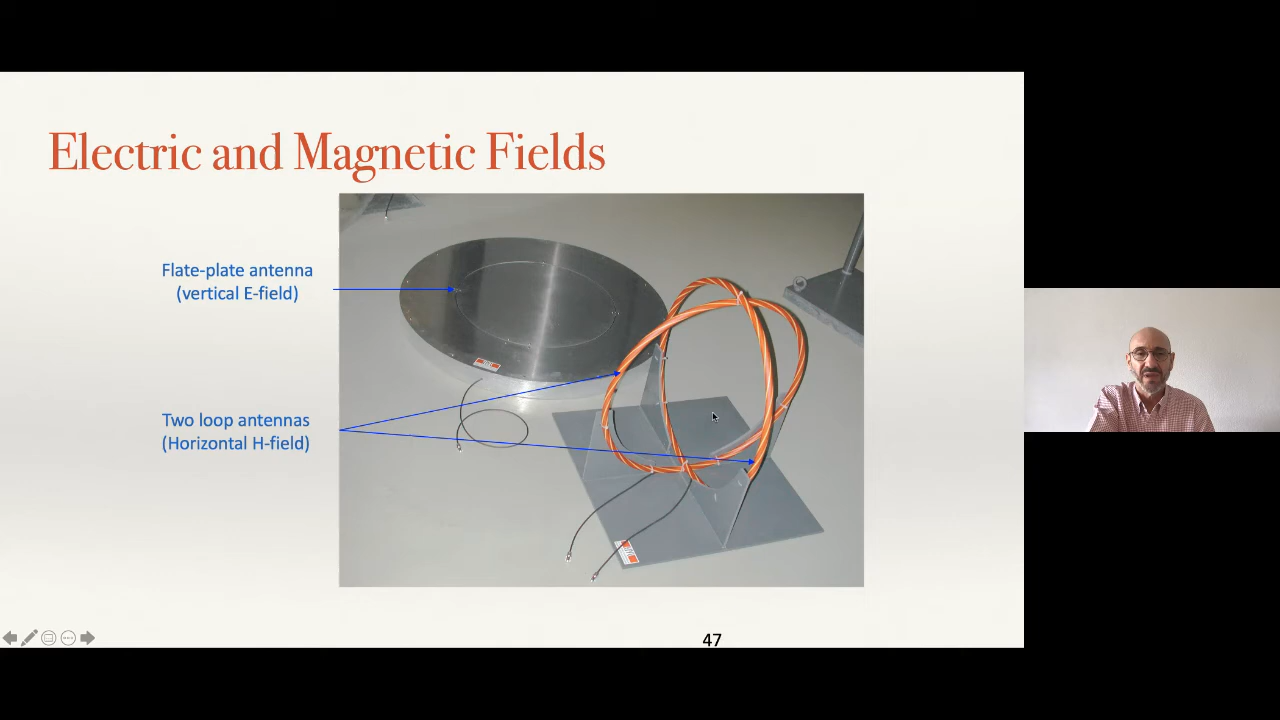 Electric and Magnetic Fields
Flate-plate antenna
(vertical E-field)
Two loop antennas
(Horizontal H-field)
47